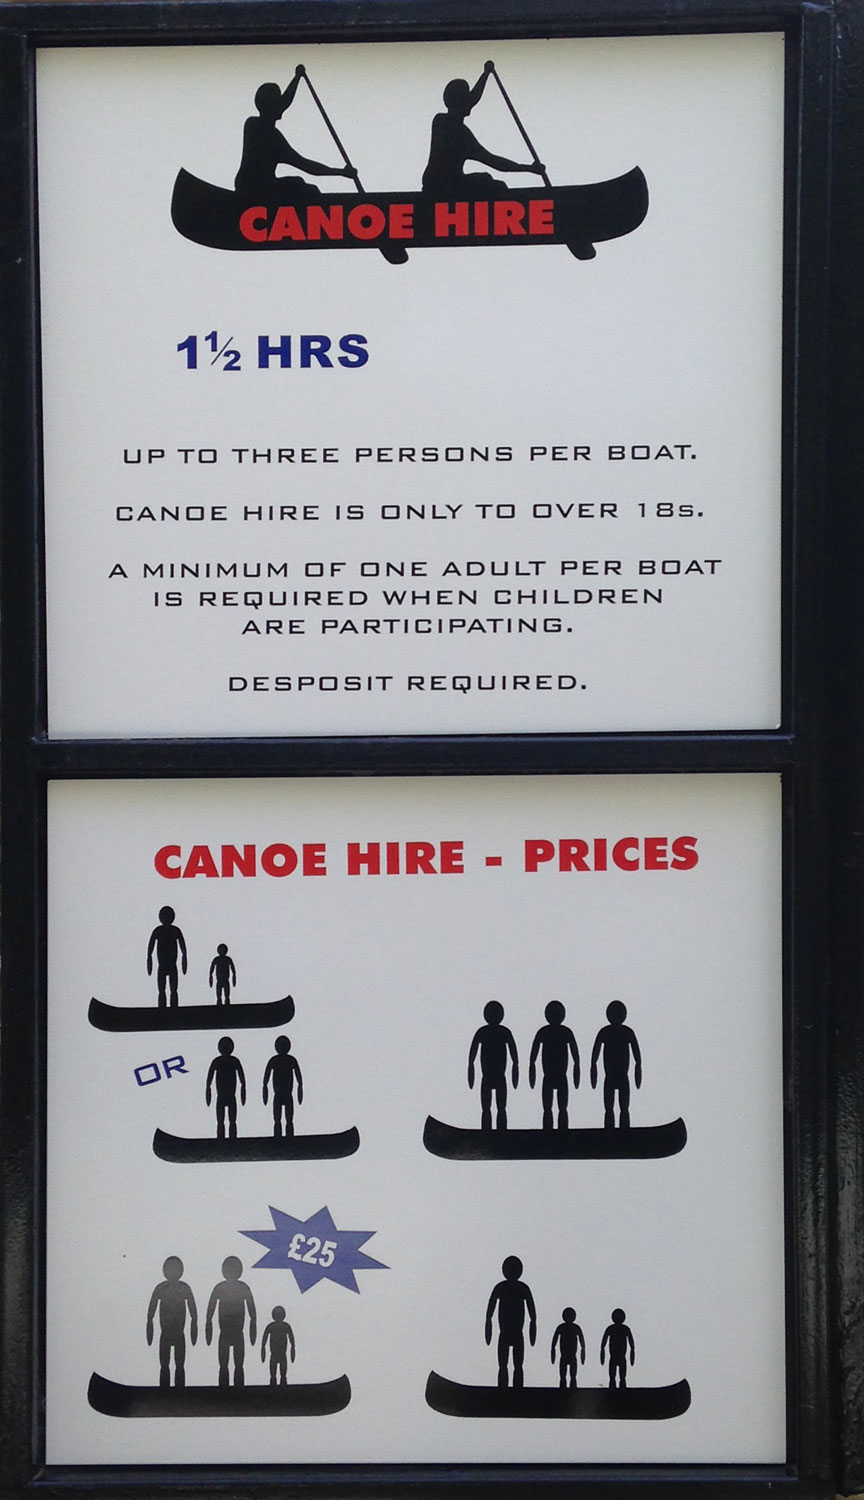 CANOE HIRE
1½ HRS
UP TO THREE PERSONS PER BOAT.
CANOE HIRE IS ONLY TO OVER 18s.
A MINIMUM OF ONE ADULT PER BOAT
IS REQUIRED WHEN CHILDREN
ARE PARTICIPATING.
DESPOSIT REQUIRED.
CANOE HIRE - PRICES
OR
£25